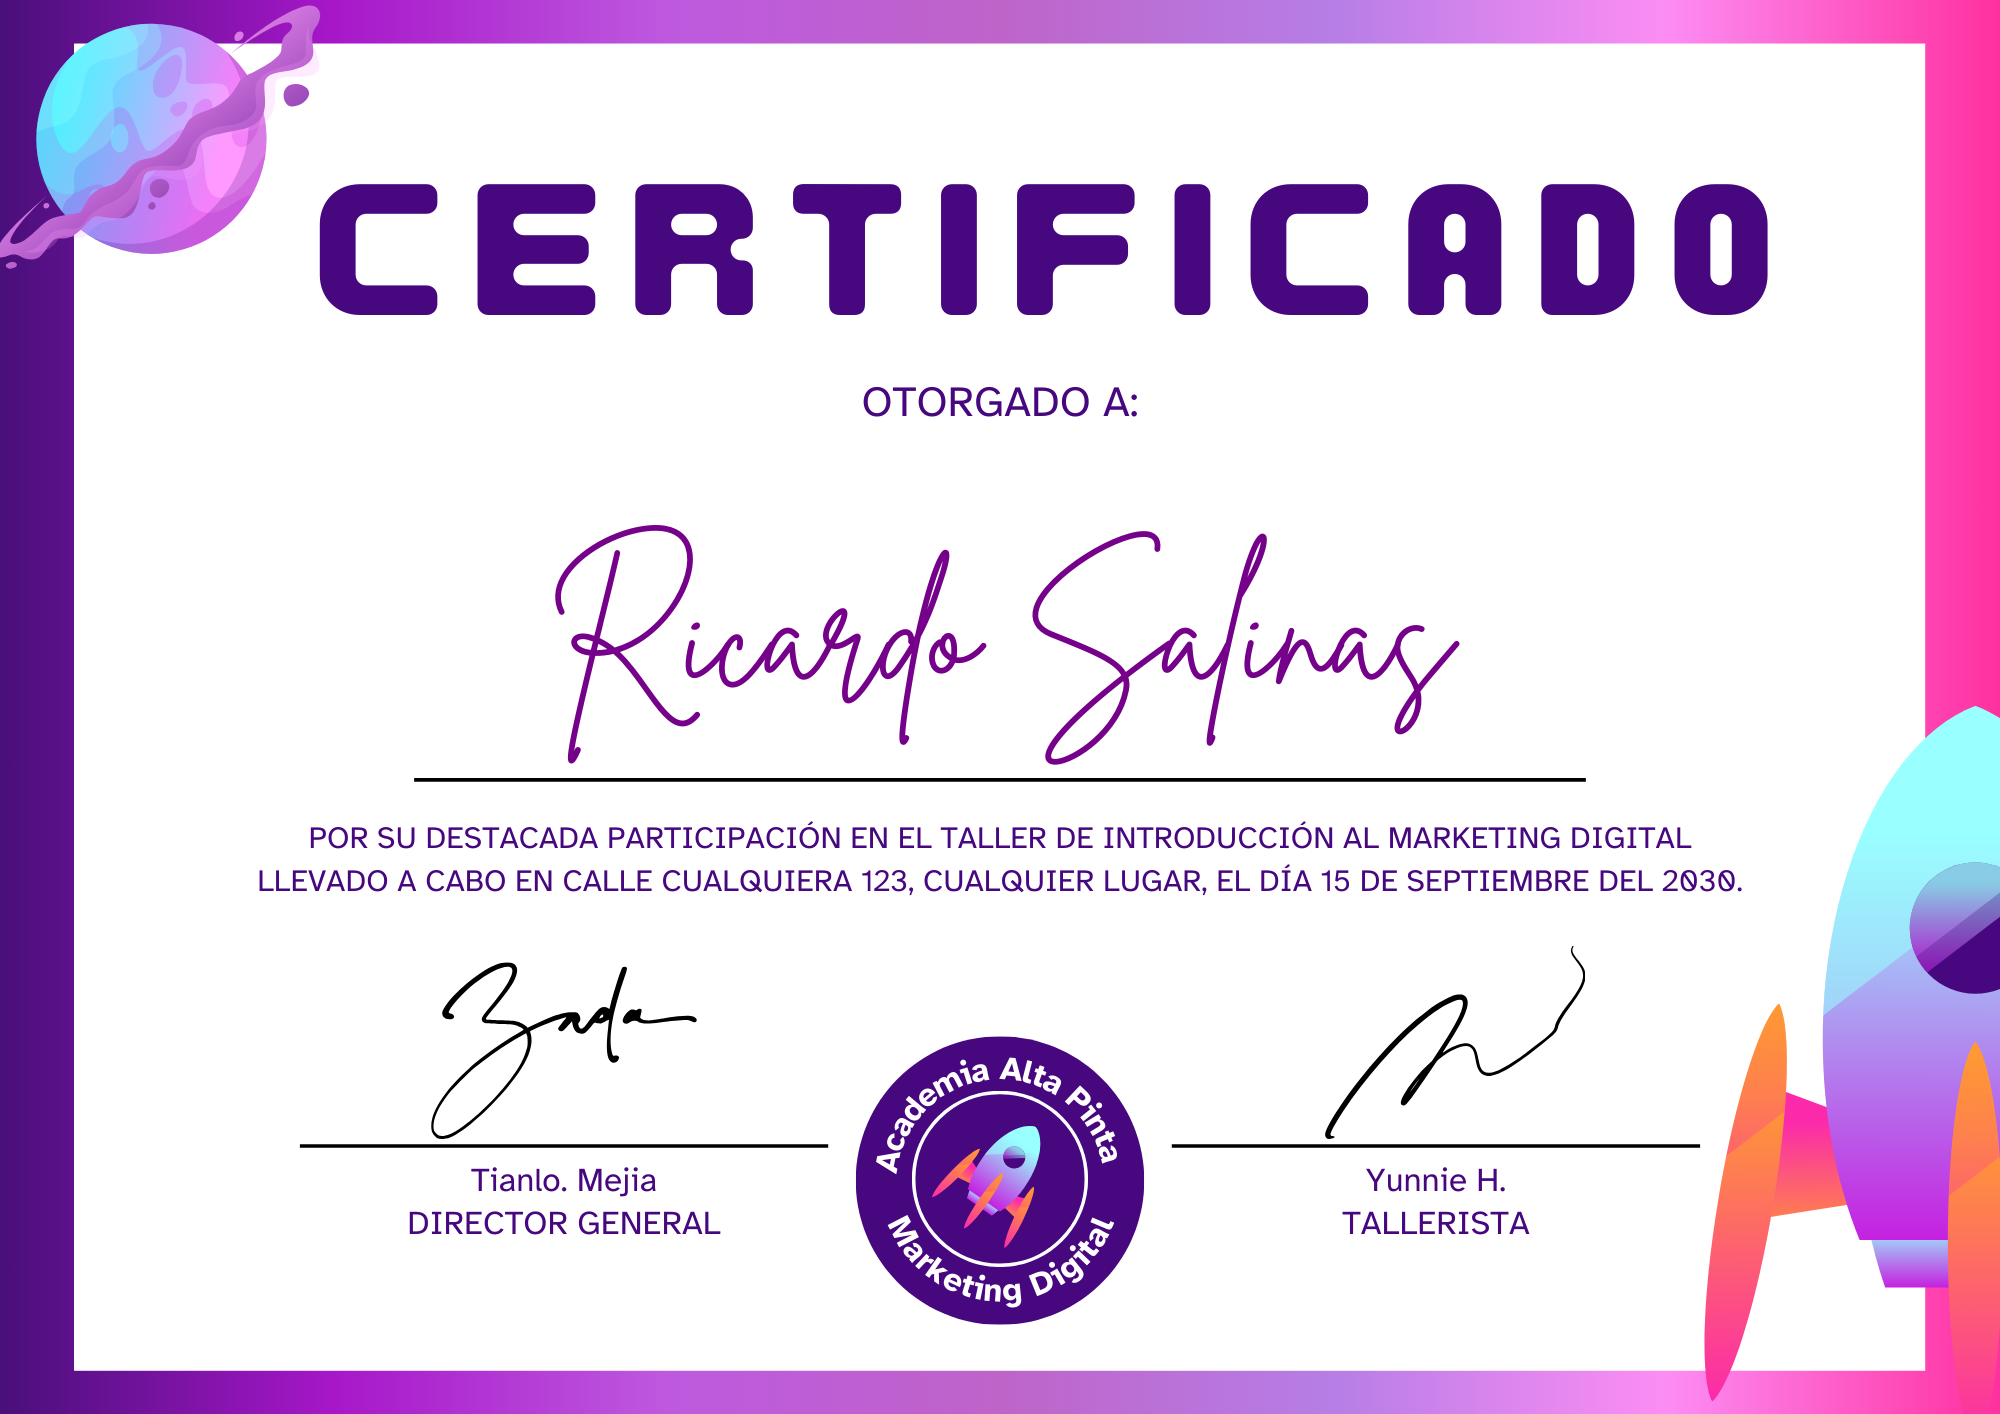 CERTIFICADO
OTORGADO A:
Ricardo Salinas
POR SU DESTACADA PARTICIPACIÓN EN EL TALLER DE INTRODUCCIÓN AL MARKETING DIGITAL
LLEVADO A CABO EN CALLE CUALQUIERA 123, CUALQUIER LUGAR, EL DÍA 15 DE SEPTIEMBRE DEL 2030.
Tianlo. Mejia
DIRECTOR GENERAL
Academia Alta Pinta
Marketing Digital
Yunnie H.
TALLERISTA